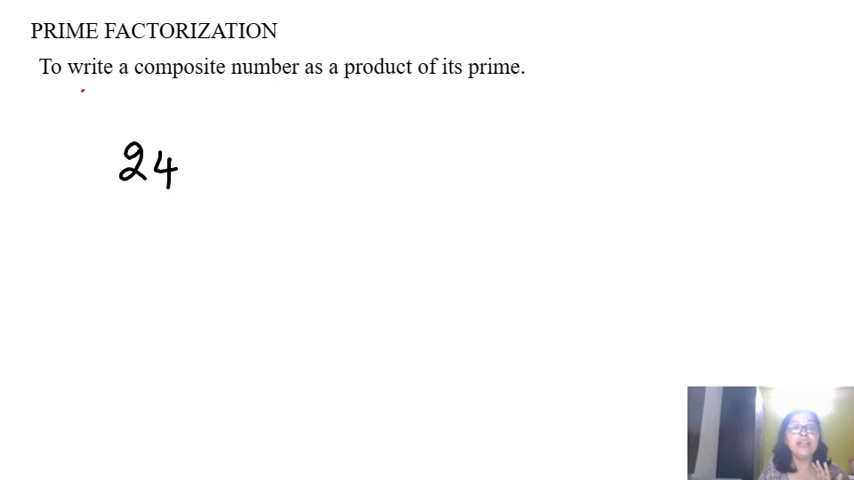 PRIME FACTORIZATION
To write a composite number as a product of its prime.
24